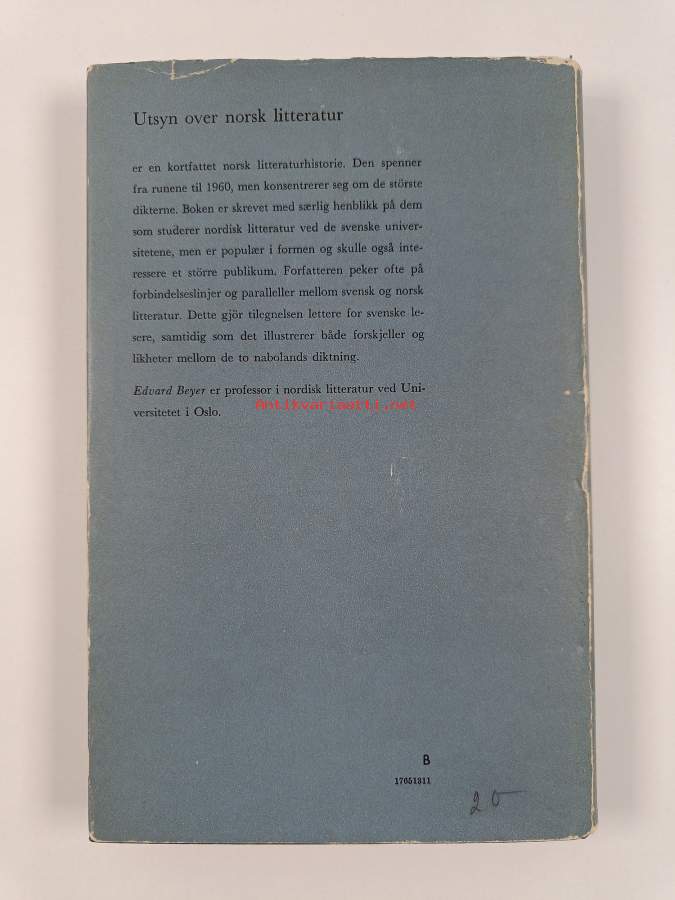 Utsyn over norsk litteratur
er en kortfattet norsk litteraturhistorie. Den spenner
fra runene til 1960, men konsentrerer seg om de störste
dikterne. Boken er skrevet med særlig henblikk på dem
som studerer nordisk litteratur ved de svenske univer-
sitetene, men er populær i formen og skulle også inte-
ressere et större publikum. Forfatteren peker ofte på
forbindelseslinjer og paralleller mellom svensk og norsk
litteratur. Dette gjör tilegnelsen lettere for svenske le-
sere, samtidig som det illustrerer både forskjeller og
likheter mellom de to nabolands diktning.
Edvard Beyer er professor i nordisk litteratur ved Uni-
Antikvariaatti.net
versitetet i Oslo.
B
17651311
20